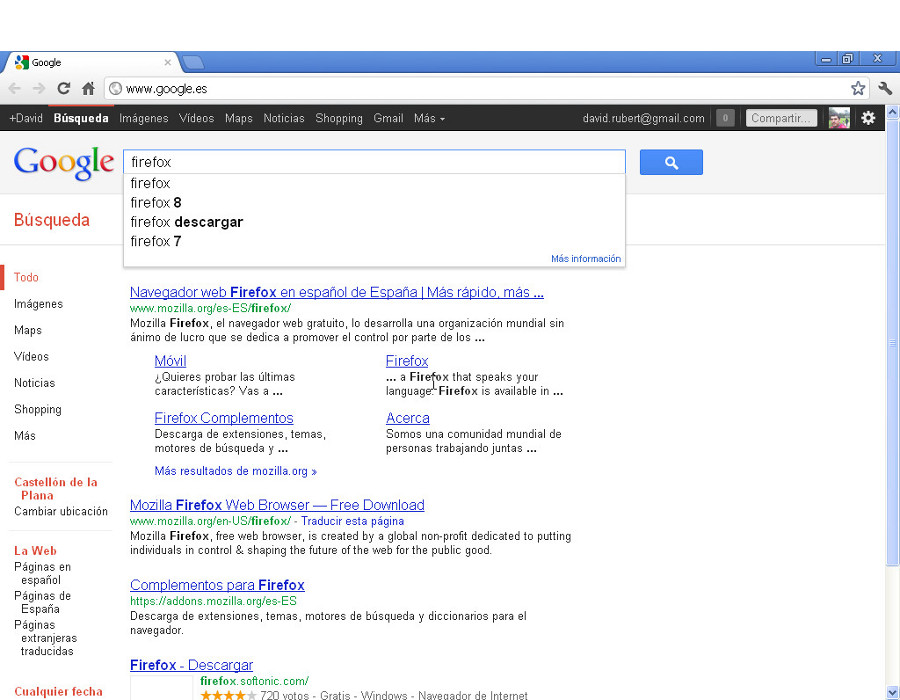 Google
www.google.es
+David Búsqueda Imágenes Vídeos Maps Noticias Shopping Gmail Más david.rubert@gmail.com 0 Compartir...
Google
firefox
firefox
firefox 8
firefox descargar
firefox 7
Más información
Búsqueda
Todo
Imágenes
Maps
Vídeos
Noticias
Shopping
Más
Castellón de la
Plana
Cambiar ubicación
La Web
Páginas en
español
Páginas de
España
Páginas
extranjeras
traducidas
Cualquier fecha
Navegador web Firefox en español de España | Más rápido, más ...
www.mozilla.org/es-ES/firefox/
Mozilla Firefox, el navegador web gratuito, lo desarrolla una organización mundial sin
ánimo de lucro que se dedica a promover el control por parte de los ...
Móvil
¿Quieres probar las últimas
características? Vas a ...
Firefox
... a Firefox that speaks your
language. Firefox is available in ...
Firefox Complementos
Descarga de extensiones, temas,
motores de búsqueda y ...
Acerca
Somos una comunidad mundial de
personas trabajando juntas ...
Más resultados de mozilla.org »
Mozilla Firefox Web Browser — Free Download
www.mozilla.org/en-US/firefox/ - Traducir esta página
Mozilla Firefox, free web browser, is created by a global non-profit dedicated to putting
individuals in control & shaping the future of the web for the public good.
Complementos para Firefox
https://addons.mozilla.org/es-ES
Descarga de extensiones, temas, motores de búsqueda y diccionarios para el
navegador.
Firefox - Descargar
firefox.softonic.com/
720 votos - Gratis - Windows - Navegador de Internet